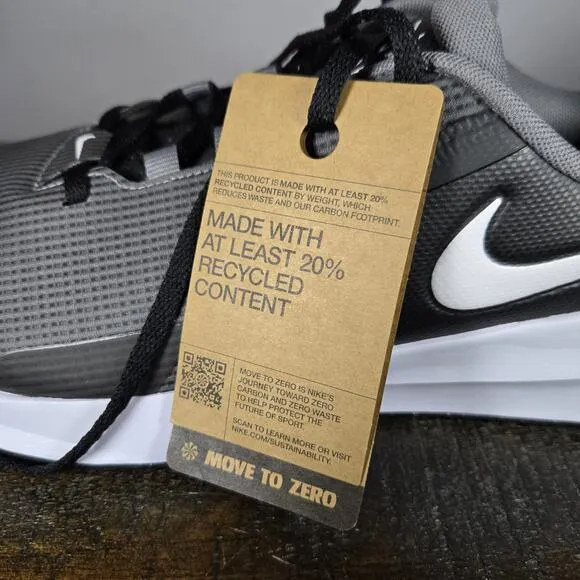 THIS PRODUCT IS MADE WITH AT LEAST 20%
RECYCLED CONTENT BY WEIGHT, WHICH
REDUCES WASTE AND OUR CARBON FOOTPRINT.
MADE WITH
AT LEAST 20%
RECYCLED
CONTENT
MOVE TO ZERO IS NIKE'S
JOURNEY TOWARD ZERO
CARBON AND ZERO WASTE
TO HELP PROTECT THE
FUTURE OF SPORT.
SCAN TO LEARN MORE OR VISIT
NIKE.COM/SUSTAINABILITY.
MOVE TO ZERO